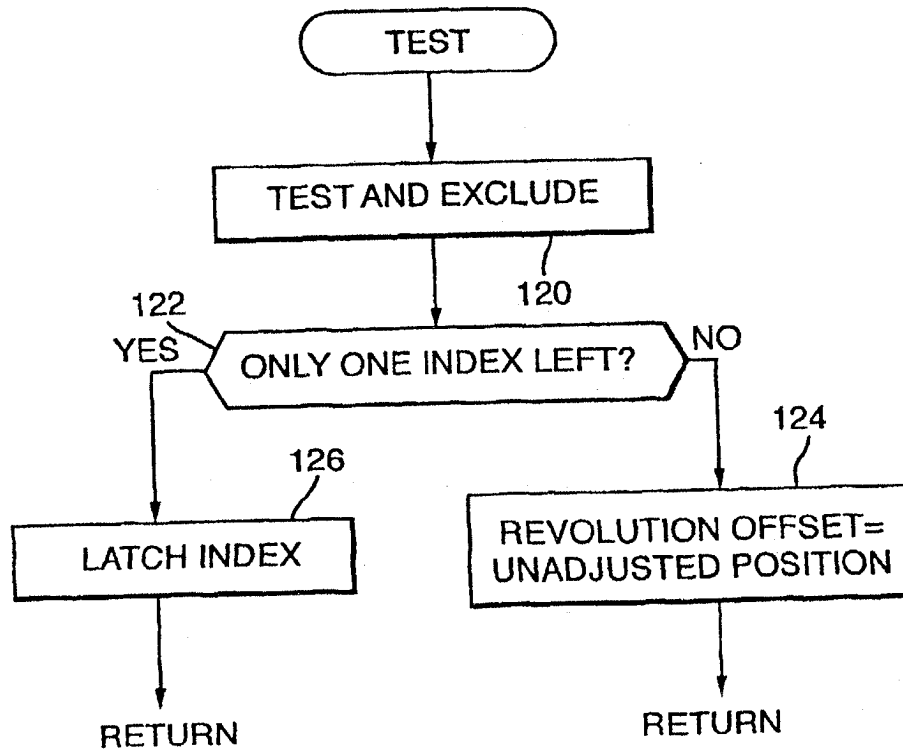 TEST
TEST AND EXCLUDE
120
122
YES
ONLY ONE INDEX LEFT?
NO
126
LATCH INDEX
124
REVOLUTION OFFSET=
UNADJUSTED POSITION
RETURN
RETURN